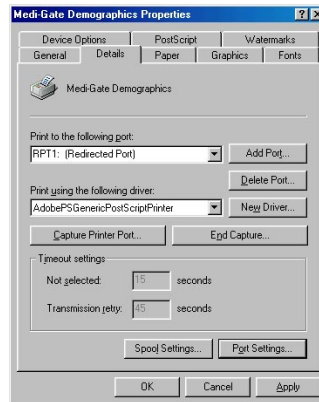 Medi-Gate Demographics Properties
Device Options PostScript Watermarks
General Details Paper Graphics Fonts
Medi-Gate Demographics
Print to the following port:
RPT1: (Redirected Port)
Add Port...
Delete Port...
Print using the following driver:
AdobePSGenericPostScriptPrinter
New Driver...
Capture Printer Port... End Capture...
Timeout settings
Not selected: 15 seconds
Transmission retry: 45 seconds
Spool Settings... Port Settings...
OK Cancel Apply